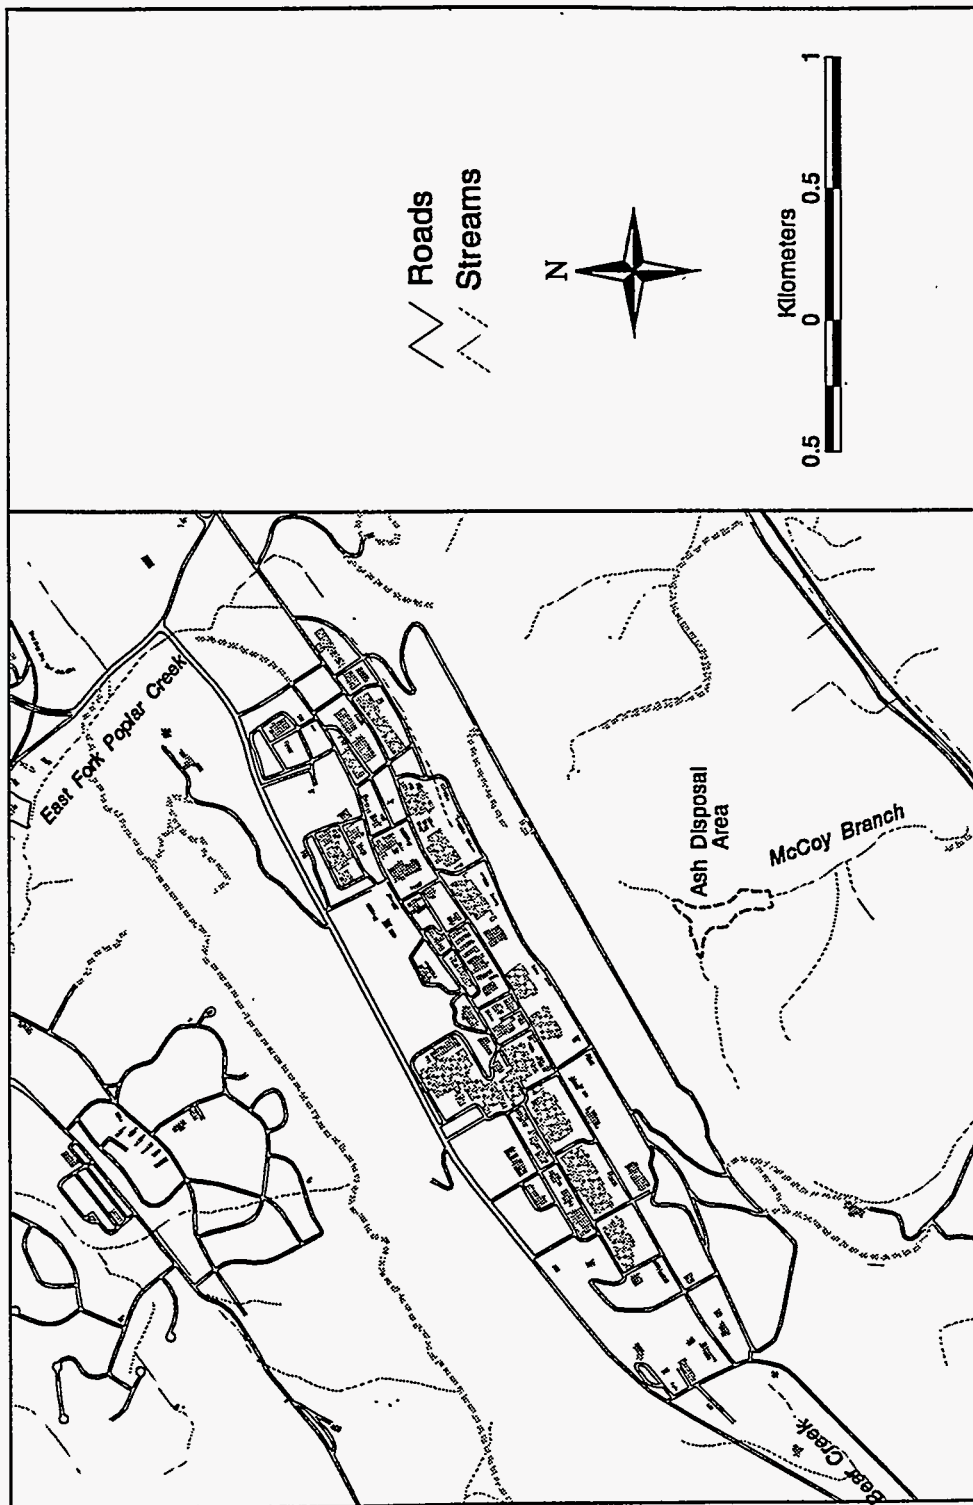 East Fork Poplar Creek
Ash Disposal
Area
McCoy Branch
Bear Creek
Roads
Streams
N
Kilometers
0.5 0 0.5 1